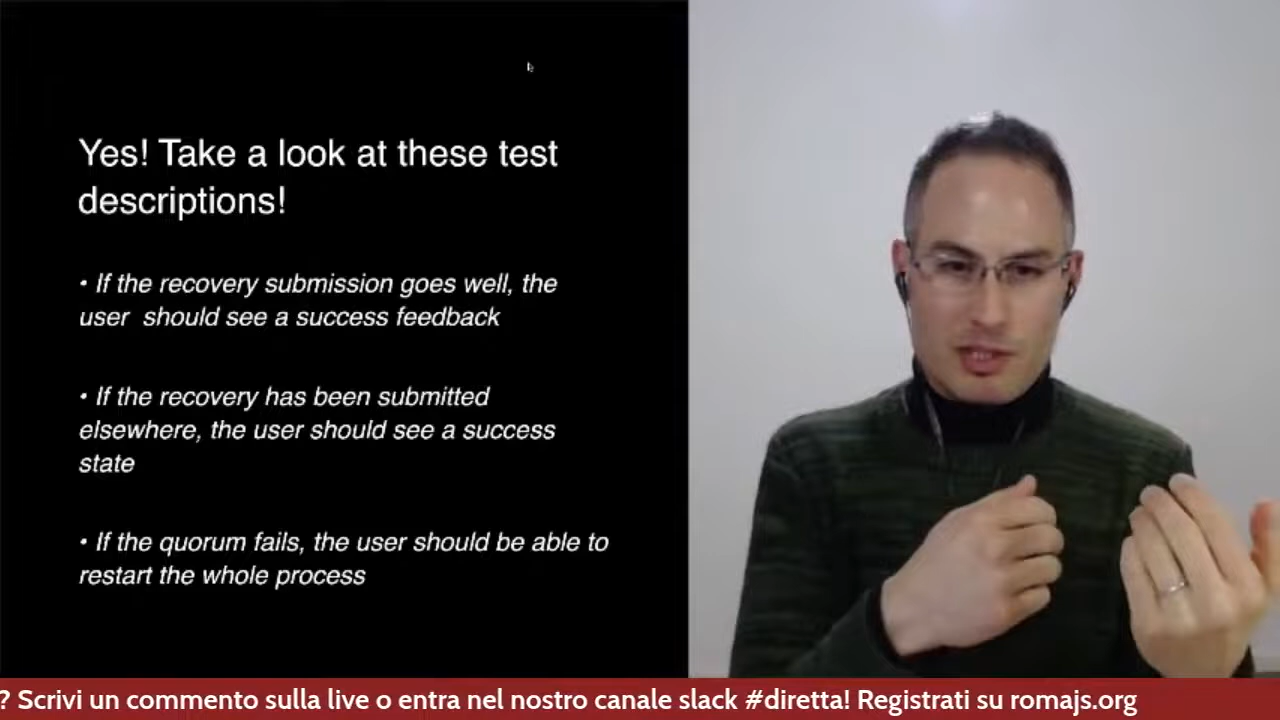 Yes! Take a look at these test
descriptions!
• If the recovery submission goes well, the
user should see a success feedback
• If the recovery has been submitted
elsewhere, the user should see a success
state
• If the quorum fails, the user should be able to
restart the whole process
? Scrivi un commento sulla live o entra nel nostro canale slack #diretta! Registrati su romajs.org